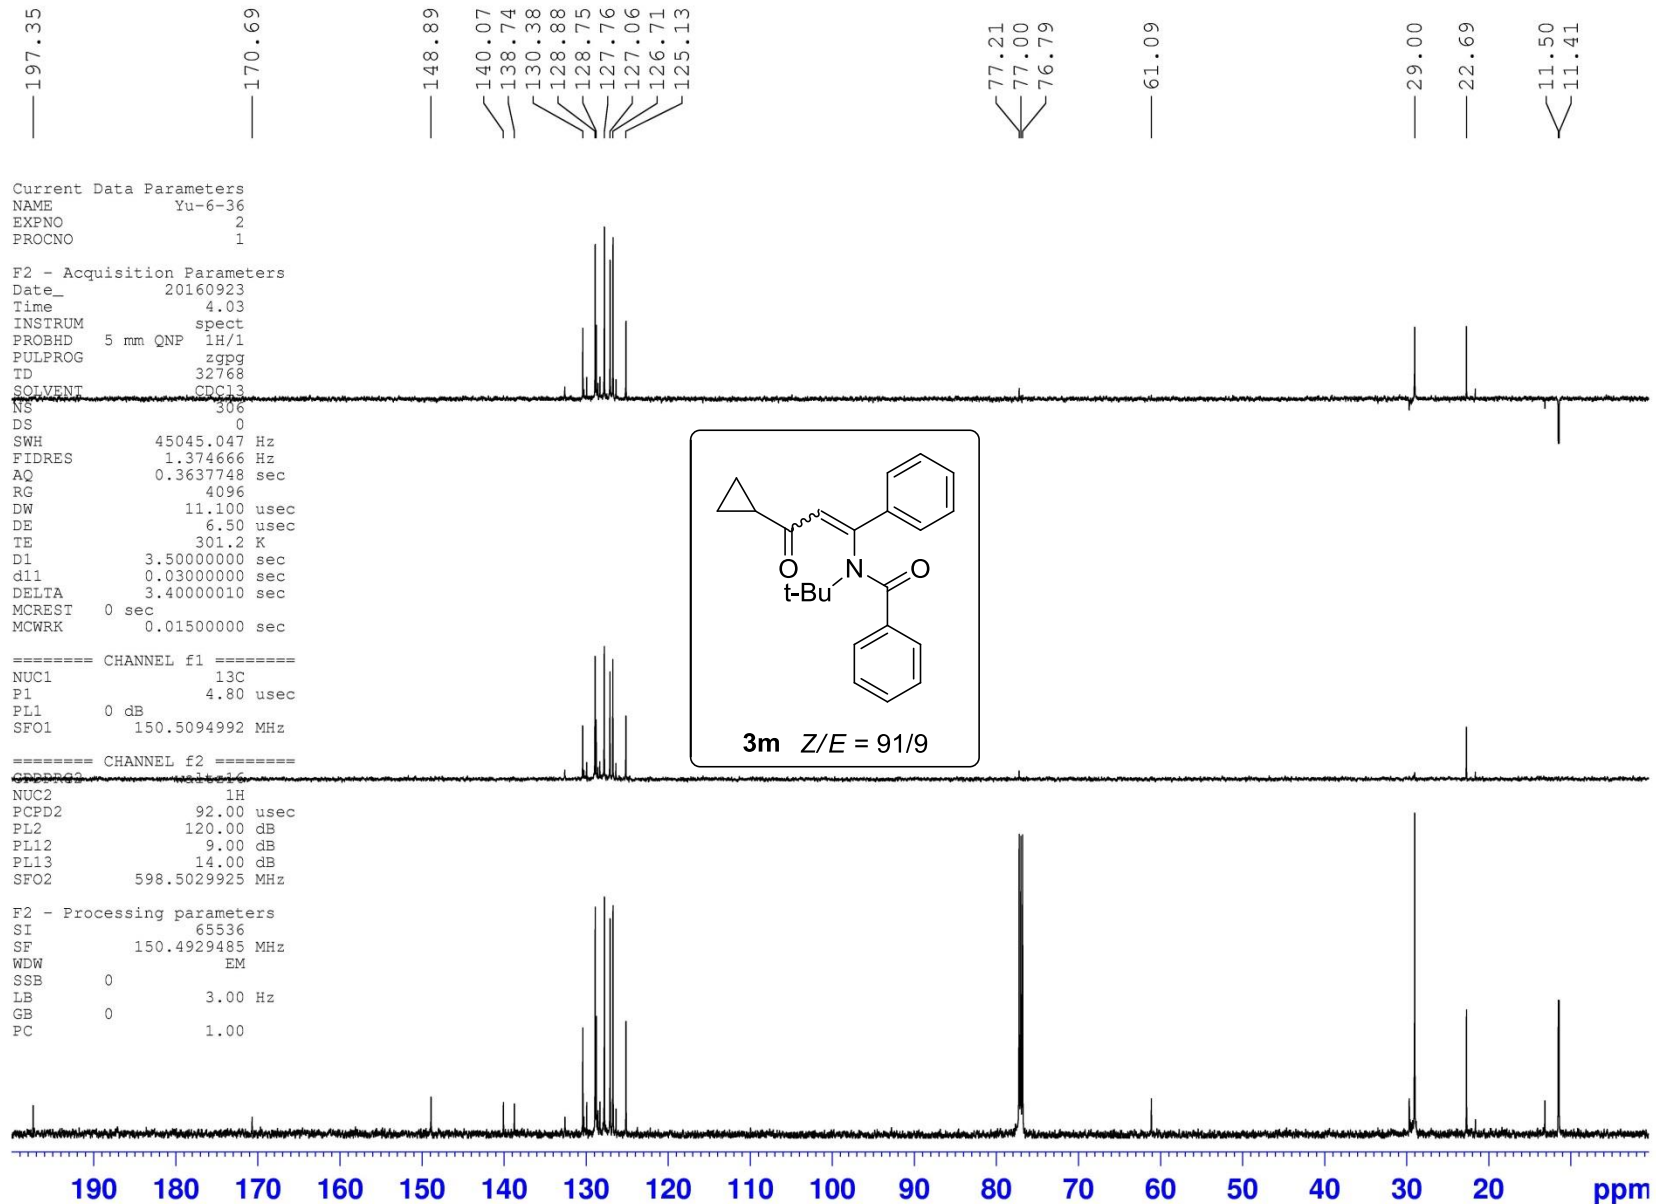 197.35
170.69
148.89
140.07
138.74
130.38
128.88
128.75
127.76
127.06
126.71
125.13
77.21
77.00
76.79
61.09
29.00
22.69
11.50
11.41
Current Data Parameters
NAME Yu-6-36
EXPNO 2
PROCNO 1
F2 - Acquisition Parameters
Date_ 20160923
Time 4.03
INSTRUM spect
PROBHD 5 mm QNP 1H/1
PULPROG zgpg
TD 32768
SOLVENT CDCl3
NS 306
DS 0
SWH 45045.047 Hz
FIDRES 1.374666 Hz
AQ 0.3637748 sec
RG 4096
DW 11.100 usec
DE 6.50 usec
TE 301.2 K
D1 3.50000000 sec
d11 0.03000000 sec
DELTA 3.40000010 sec
MCREST 0 sec
MCWRK 0.01500000 sec
======== CHANNEL f1 ========
NUC1 13C
P1 4.80 usec
PL1 0 dB
SFO1 150.5094992 MHz
======== CHANNEL f2 ========
CPDPRG2 waltz16
NUC2 1H
PCPD2 92.00 usec
PL2 120.00 dB
PL12 9.00 dB
PL13 14.00 dB
SFO2 598.5029925 MHz
F2 - Processing parameters
SI 65536
SF 150.4929485 MHz
WDW EM
SSB 0
LB 3.00 Hz
GB 0
PC 1.00
O
N
O
t-Bu
3m Z/E = 91/9
190 180 170 160 150 140 130 120 110 100 90 80 70 60 50 40 30 20 ppm